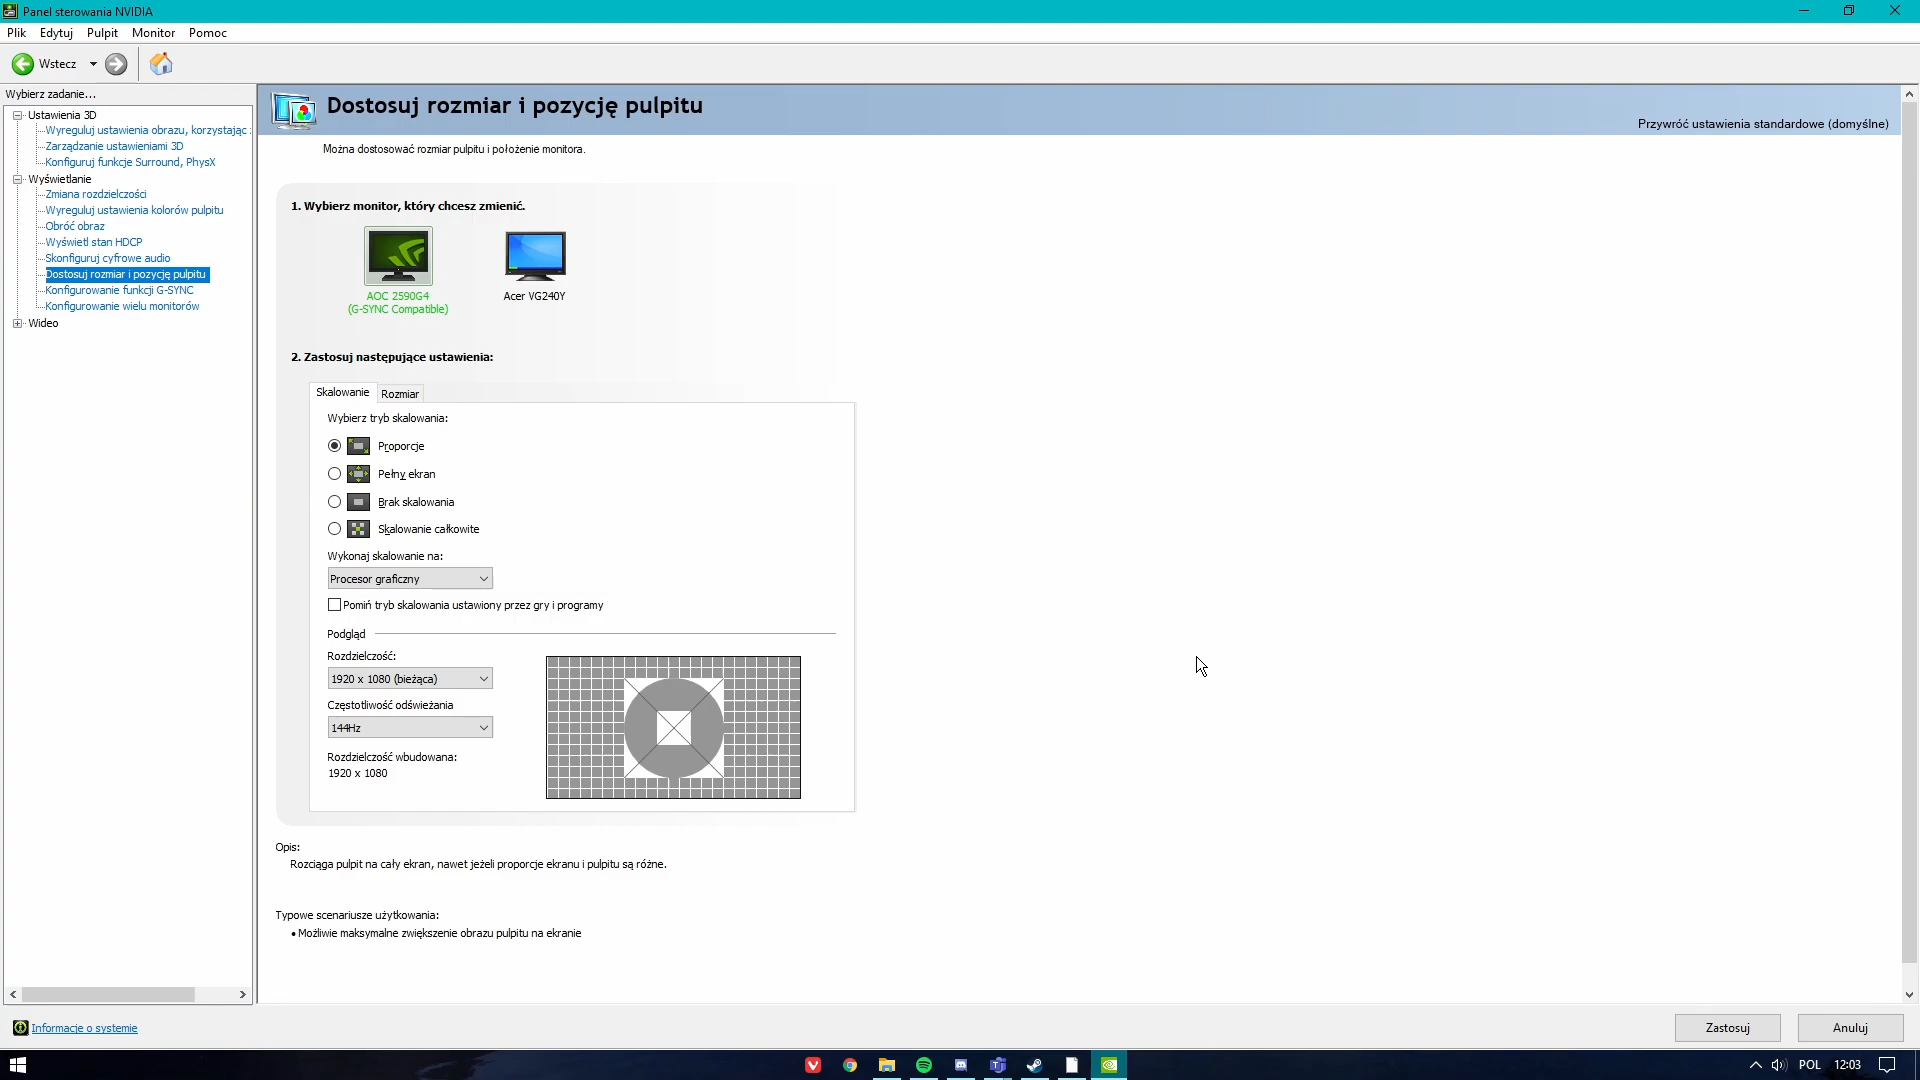 Panel sterowania NVIDIA
Plik Edytuj Pulpit Monitor Pomoc
Wstecz
Wybierz zadanie...
Ustawienia 3D
Wyreguluj ustawienia obrazu, korzystając
Zarządzanie ustawieniami 3D
Konfiguruj funkcje Surround, PhysX
Wyświetlanie
Zmiana rozdzielczości
Wyreguluj ustawienia kolorów pulpitu
Obróć obraz
Wyświetl stan HDCP
Skonfiguruj cyfrowe audio
Dostosuj rozmiar i pozycję pulpitu
Konfigurowanie funkcji G-SYNC
Konfigurowanie wielu monitorów
Wideo
Dostosuj rozmiar i pozycję pulpitu
Przywróć ustawienia standardowe (domyślne)
Można dostosować rozmiar pulpitu i położenie monitora.
1. Wybierz monitor, który chcesz zmienić.
AOC 2590G4
(G-SYNC Compatible)
Acer VG240Y
2. Zastosuj następujące ustawienia:
Skalowanie Rozmiar
Wybierz tryb skalowania:
Proporcje
Pełny ekran
Brak skalowania
Skalowanie całkowite
Wykonaj skalowanie na:
Procesor graficzny
Pomiń tryb skalowania ustawiony przez gry i programy
Podgląd
Rozdzielczość:
1920 x 1080 (bieżąca)
Częstotliwość odświeżania
144Hz
Rozdzielczość wbudowana:
1920 x 1080
Opis:
Rozciąga pulpit na cały ekran, nawet jeżeli proporcje ekranu i pulpitu są różne.
Typowe scenariusze użytkowania:
• Możliwie maksymalne zwiększenie obrazu pulpitu na ekranie
Informacje o systemie
Zastosuj Anuluj
POL 12:03